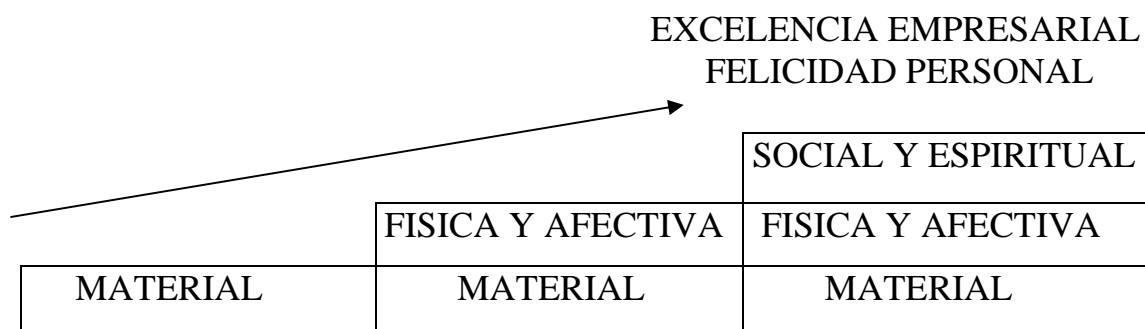 EXCELENCIA EMPRESARIAL
FELICIDAD PERSONAL
SOCIAL Y ESPIRITUAL
FISICA Y AFECTIVA FISICA Y AFECTIVA
MATERIAL MATERIAL MATERIAL